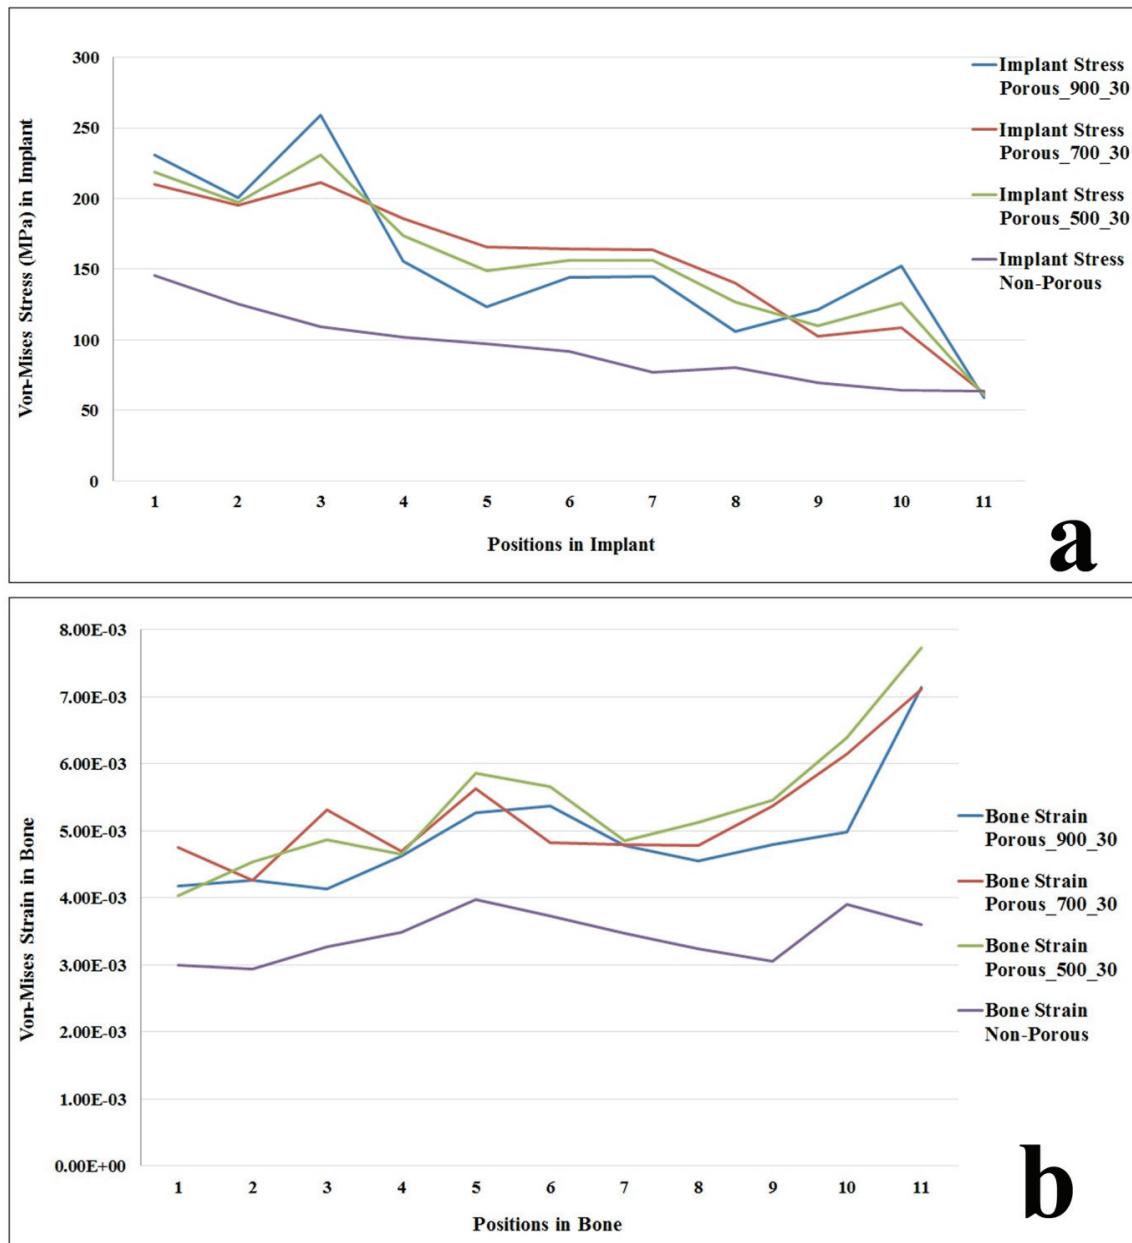 300
250
200
150
100
50
0
Von-Mises Stress (MPa) in Implant
1 2 3 4 5 6 7 8 9 10 11
Positions in Implant
Implant Stress
Porous_900_30
Implant Stress
Porous_700_30
Implant Stress
Porous_500_30
Implant Stress
Non-Porous
a
8.00E-03
7.00E-03
6.00E-03
5.00E-03
4.00E-03
3.00E-03
2.00E-03
1.00E-03
0.00E+00
Von-Mises Strain in Bone
1 2 3 4 5 6 7 8 9 10 11
Positions in Bone
Bone Strain
Porous_900_30
Bone Strain
Porous_700_30
Bone Strain
Porous_500_30
Bone Strain
Non-Porous
b